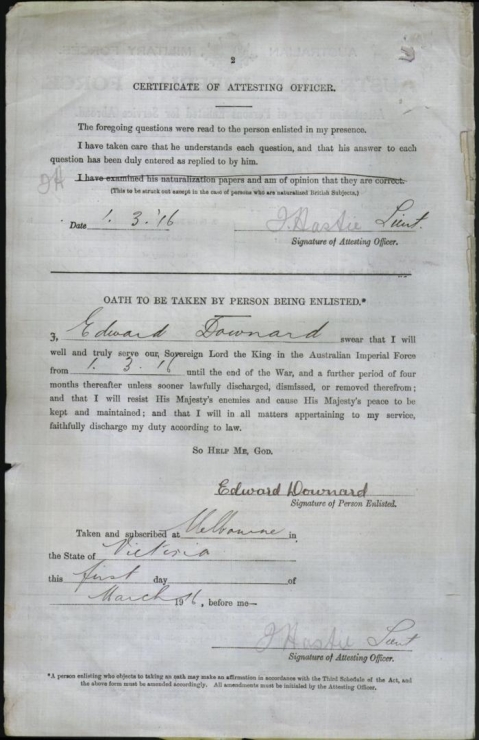 2
CERTIFICATE OF ATTESTING OFFICER.
The foregoing questions were read to the person enlisted in my presence.
I have taken care that he understands each question, and that his answer to each
question has been duly entered as replied to by him.
I have examined his naturalization papers and am of opinion that they are correct.
(This to be struck out except in the case of persons who are naturalized British Subjects.)
Date 1. 3. '16 J. Hastie Lieut.
Signature of Attesting Officer.
OATH TO BE TAKEN BY PERSON BEING ENLISTED.*
I, Edward Downard swear that I will
well and truly serve our Sovereign Lord the King in the Australian Imperial Force
from 1. 3. 16 until the end of the War, and a further period of four
months thereafter unless sooner lawfully discharged, dismissed, or removed therefrom;
and that I will resist His Majesty's enemies and cause His Majesty's peace to be
kept and maintained; and that I will in all matters appertaining to my service,
faithfully discharge my duty according to law.
SO HELP ME, GOD.
Edward Downard
Signature of Person Enlisted.
Taken and subscribed at Melbourne in
the State of Victoria
this first day of
March 1916, before me—
J Hastie Lieut
Signature of Attesting Officer.
*A person enlisting who objects to taking an oath may make an affirmation in accordance with the Third Schedule of the Act, and
the above form must be amended accordingly. All amendments must be initialed by the Attesting Officer.